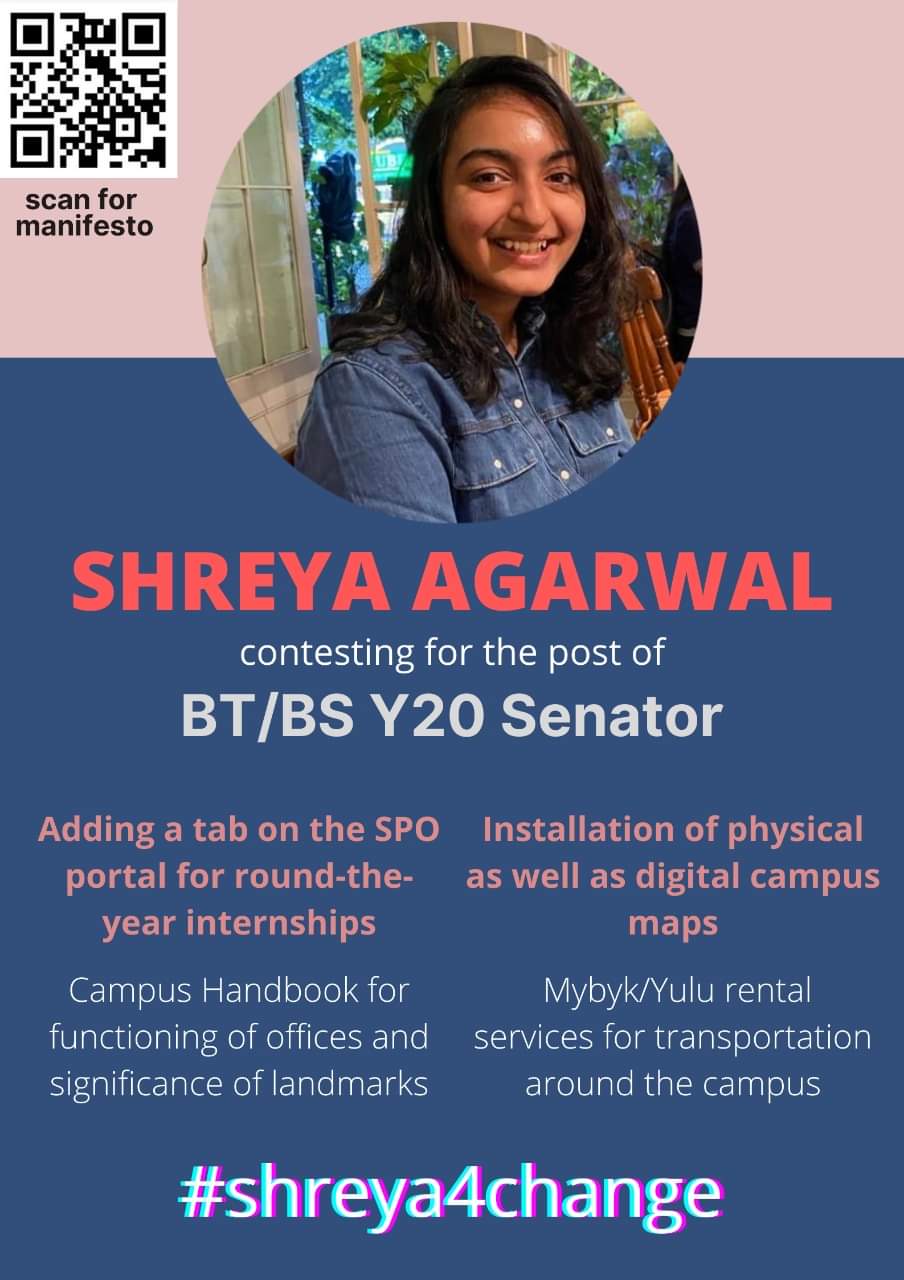 scan for
manifesto
SHREYA AGARWAL
contesting for the post of
BT/BS Y20 Senator
Adding a tab on the SPO
portal for round-the-
year internships
Installation of physical
as well as digital campus
maps
Campus Handbook for
functioning of offices and
significance of landmarks
Mybyk/Yulu rental
services for transportation
around the campus
#shreya4change